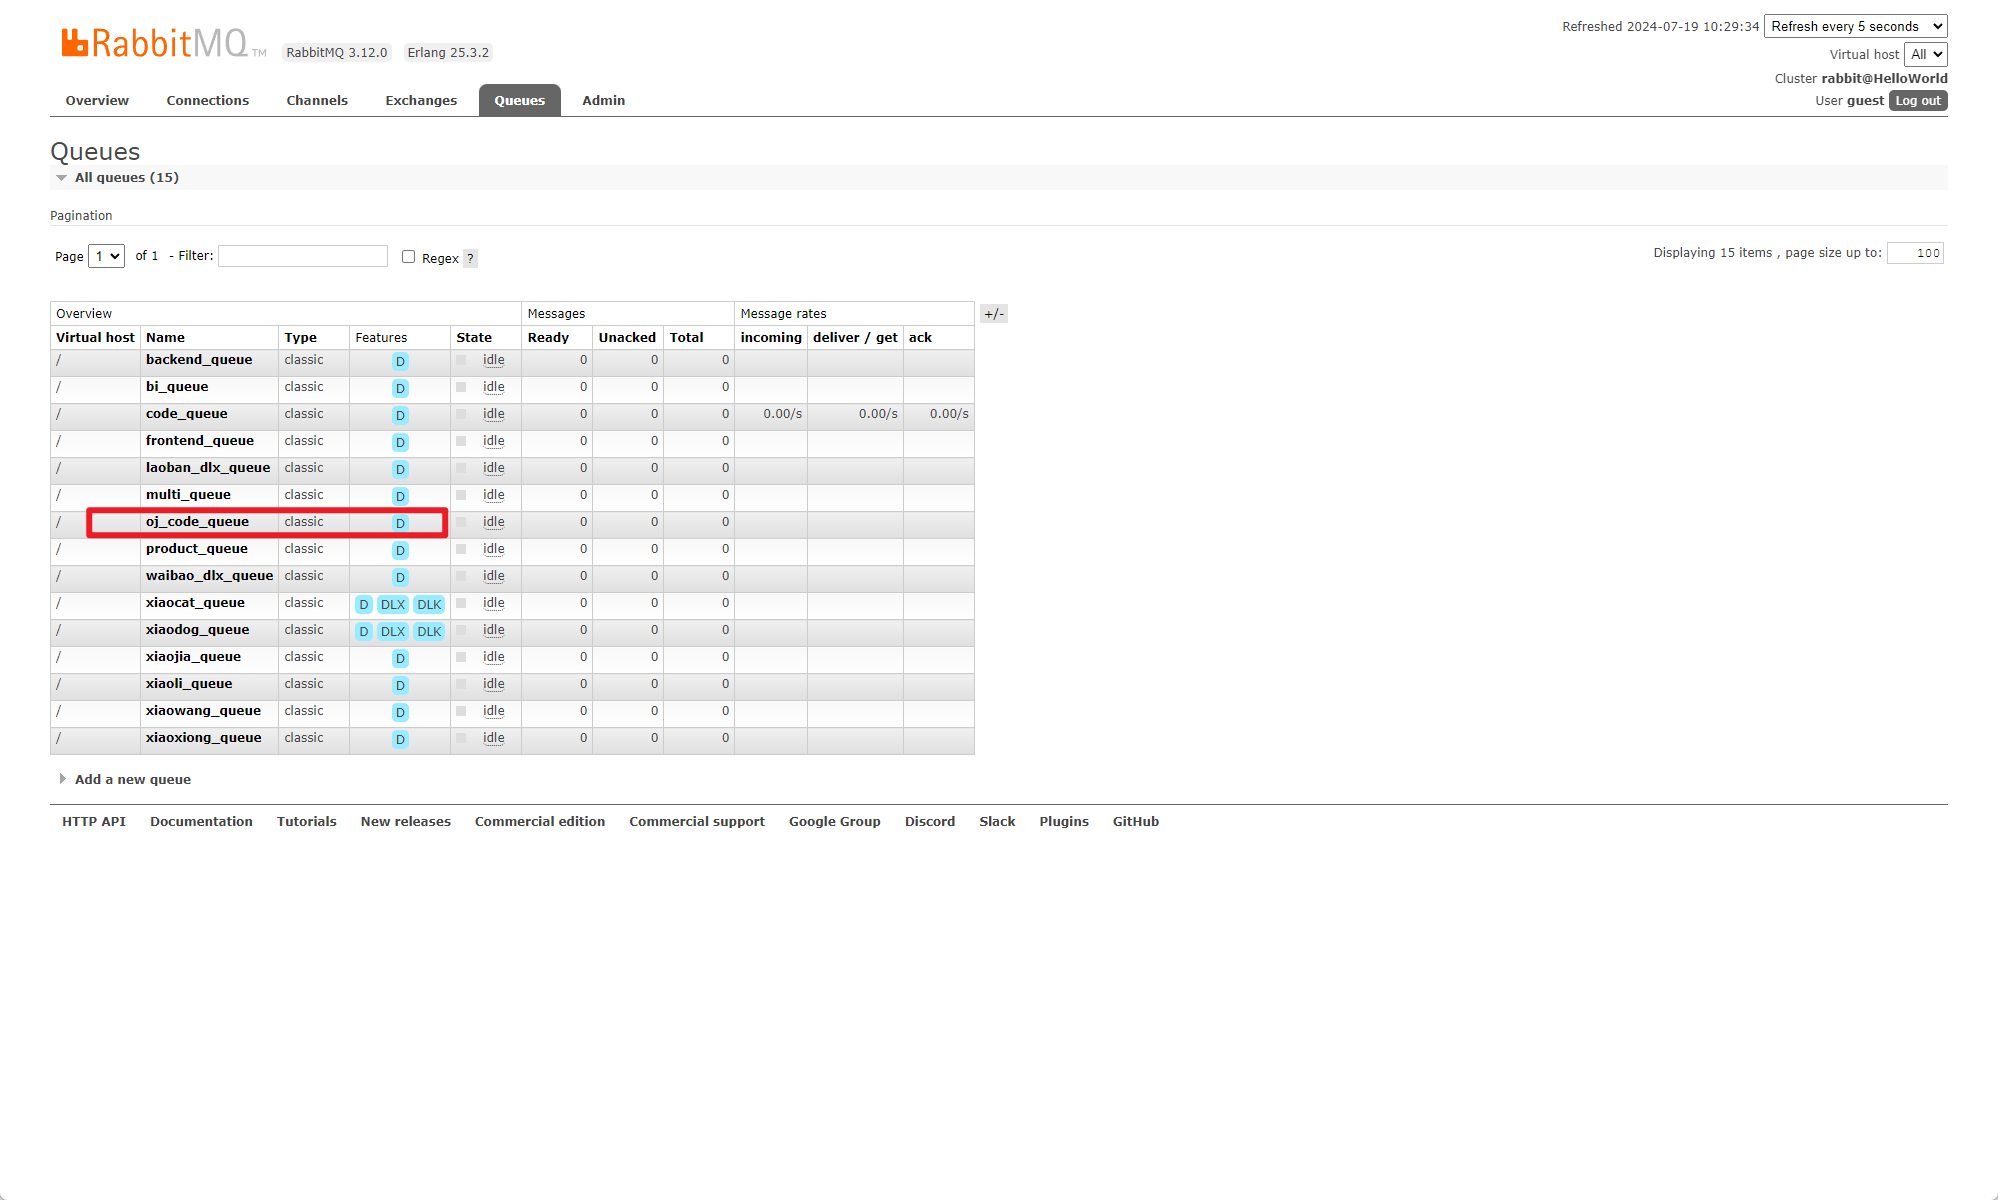 RabbitMQ TM RabbitMQ 3.12.0 Erlang 25.3.2
Refreshed 2024-07-19 10:29:34 Refresh every 5 seconds
Virtual host All
Cluster rabbit@HelloWorld
User guest Log out
Overview Connections Channels Exchanges Queues Admin
Queues
All queues (15)
Pagination
Page 1 of 1 - Filter: Regex ? Displaying 15 items , page size up to: 100
Overview Messages Message rates +/-
Virtual host Name Type Features State Ready Unacked Total incoming deliver / get ack
/ backend_queue classic D idle 0 0 0
/ bi_queue classic D idle 0 0 0
/ code_queue classic D idle 0 0 0 0.00/s 0.00/s 0.00/s
/ frontend_queue classic D idle 0 0 0
/ laoban_dlx_queue classic D idle 0 0 0
/ multi_queue classic D idle 0 0 0
/ oj_code_queue classic D idle 0 0 0
/ product_queue classic D idle 0 0 0
/ waibao_dlx_queue classic D idle 0 0 0
/ xiaocat_queue classic D DLX DLK idle 0 0 0
/ xiaodog_queue classic D DLX DLK idle 0 0 0
/ xiaojia_queue classic D idle 0 0 0
/ xiaoli_queue classic D idle 0 0 0
/ xiaowang_queue classic D idle 0 0 0
/ xiaoxiong_queue classic D idle 0 0 0
Add a new queue
HTTP API Documentation Tutorials New releases Commercial edition Commercial support Google Group Discord Slack Plugins GitHub